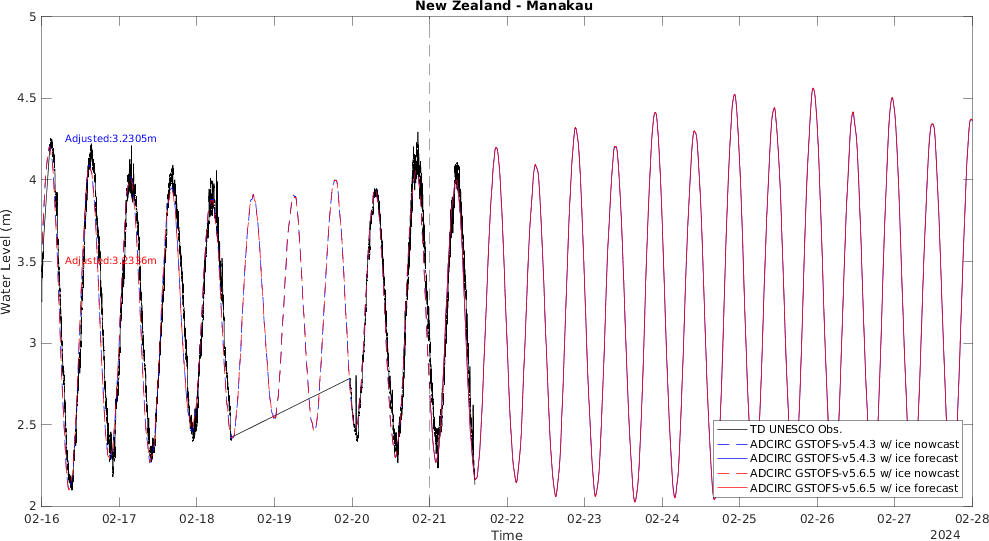 New Zealand - Manakau
5
4.5
4
3.5
3
2.5
2
Water Level (m)
Adjusted:3.2305m
Adjusted:3.2336m
TD UNESCO Obs.
ADCIRC GSTOFS-v5.4.3 w/ ice nowcast
ADCIRC GSTOFS-v5.4.3 w/ ice forecast
ADCIRC GSTOFS-v5.6.5 w/ ice nowcast
ADCIRC GSTOFS-v5.6.5 w/ ice forecast
02-16 02-17 02-18 02-19 02-20 02-21 02-22 02-23 02-24 02-25 02-26 02-27 02-28
Time
2024